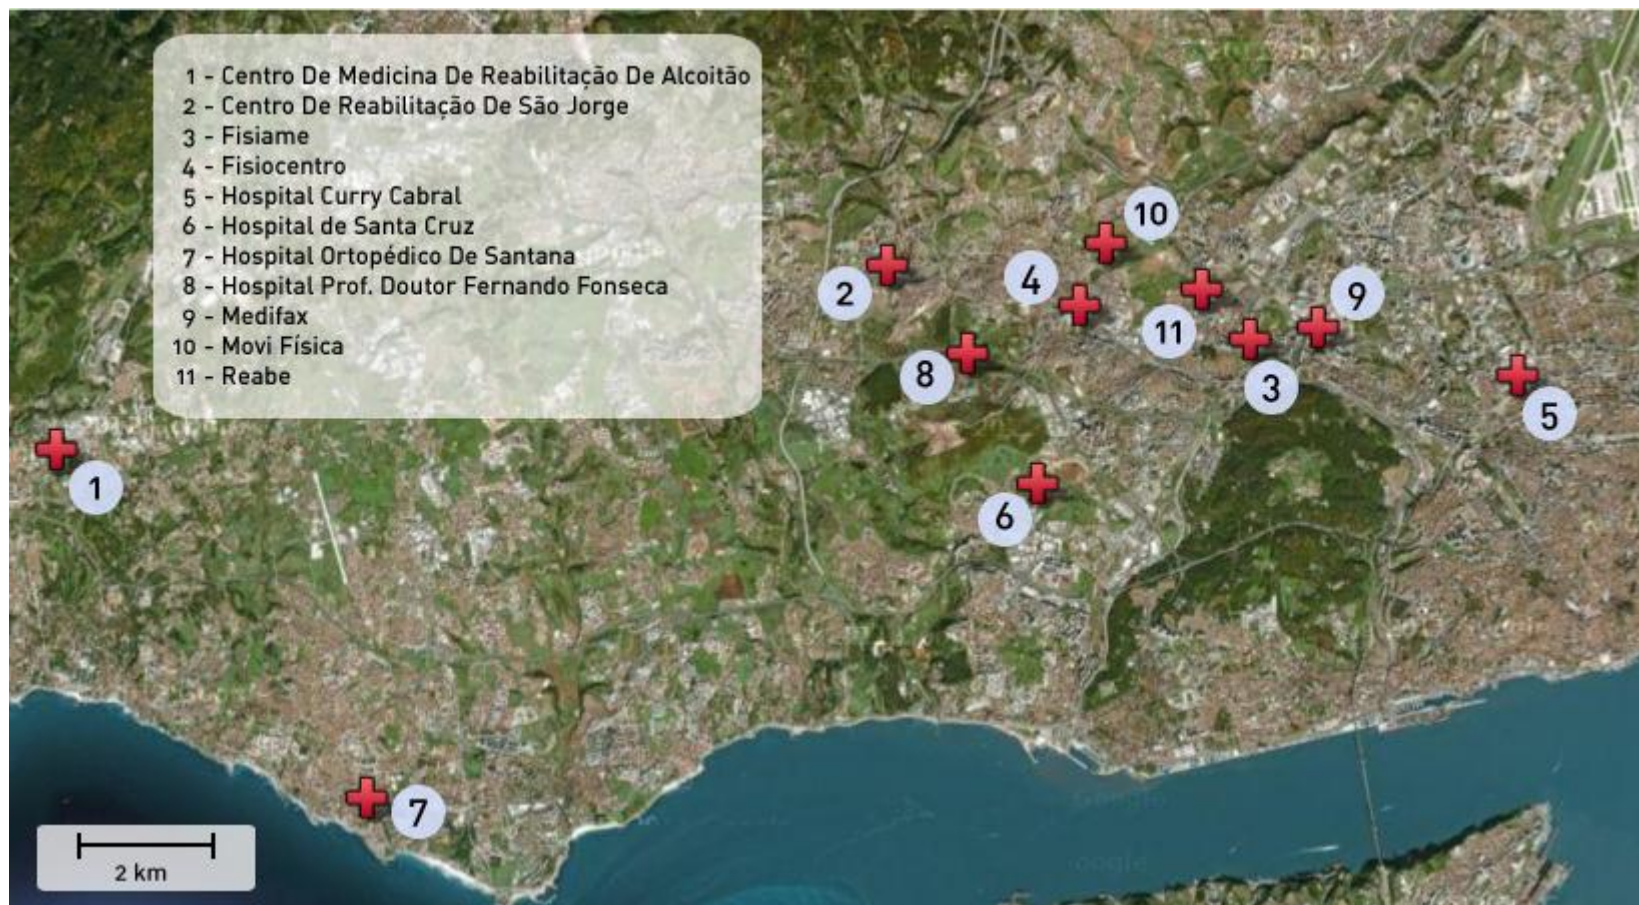 1 - Centro De Medicina De Reabilitação De Alcoitão
2 - Centro De Reabilitação De São Jorge
3 - Fisiame
4 - Fisiocentro
5 - Hospital Curry Cabral
6 - Hospital de Santa Cruz
7 - Hospital Ortopédico De Santana
8 - Hospital Prof. Doutor Fernando Fonseca
9 - Medifax
10 - Movi Física
11 - Reabe
10
2
4
9
11
8
3
5
1
6
7
2 km